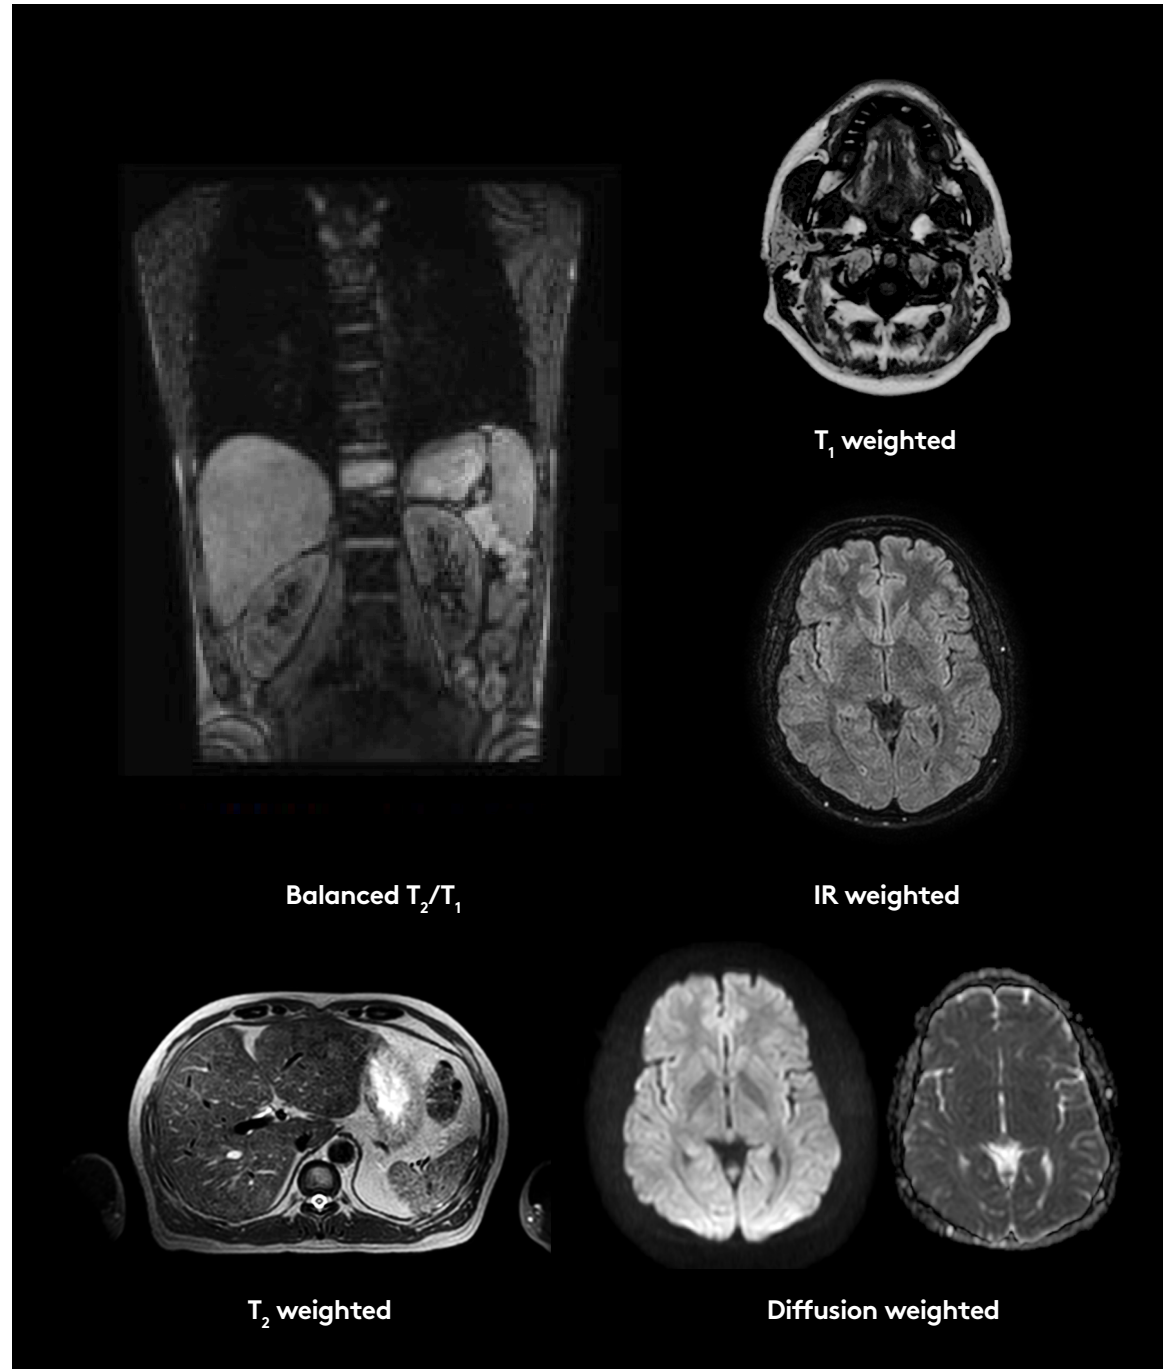 T₁ weighted
Balanced T₂/T₁
IR weighted
T₂ weighted
Diffusion weighted